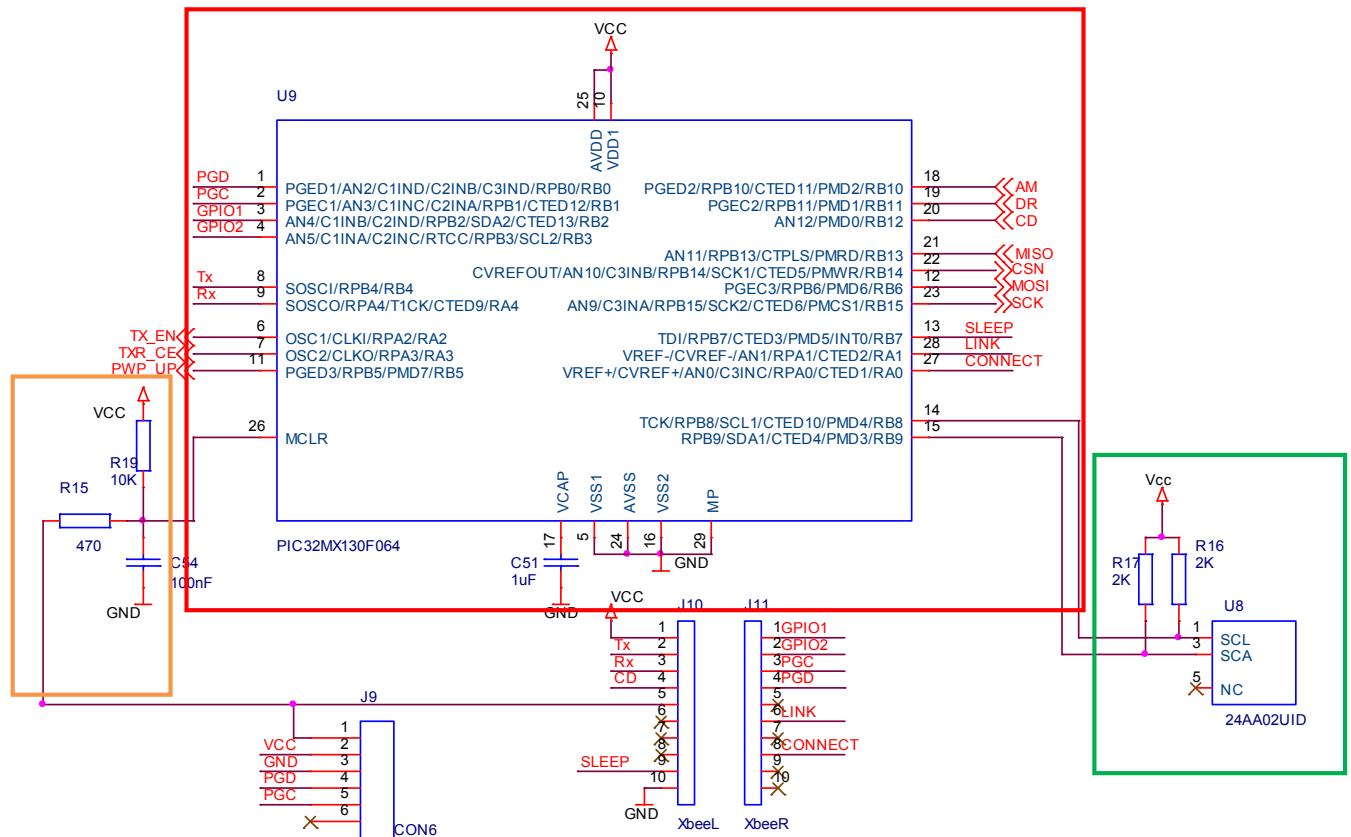 VCC
U9
25
10
AVDD
VDD1
PGD 1 PGED1/AN2/C1IND/C2INB/C3IND/RPB0/RB0
PGC 2 PGEC1/AN3/C1INC/C2INA/RPB1/CTED12/RB1
GPIO1 3 AN4/C1INB/C2IND/RPB2/SDA2/CTED13/RB2
GPIO2 4 AN5/C1INA/C2INC/RTCC/RPB3/SCL2/RB3
Tx 8 SOSCI/RPB4/RB4
Rx 9 SOSCO/RPA4/T1CK/CTED9/RA4
TX_EN 6 OSC1/CLKI/RPA2/RA2
TXR_CE 7 OSC2/CLKO/RPA3/RA3
PWP_UP 11 PGED3/RPB5/PMD7/RB5
26 MCLR
PGED2/RPB10/CTED11/PMD2/RB10 18 AM
PGEC2/RPB11/PMD1/RB11 19 DR
AN12/PMD0/RB12 20 CD
AN11/RPB13/CTPLS/PMRD/RB13 21 MISO
CVREFOUT/AN10/C3INB/RPB14/SCK1/CTED5/PMWR/RB14 22 CSN
PGEC3/RPB6/PMD6/RB6 12 MOSI
AN9/C3INA/RPB15/SCK2/CTED6/PMCS1/RB15 23 SCK
TDI/RPB7/CTED3/PMD5/INT0/RB7 13 SLEEP
VREF-/CVREF-/AN1/RPA1/CTED2/RA1 28 LINK
VREF+/CVREF+/AN0/C3INC/RPA0/CTED1/RA0 27 CONNECT
TCK/RPB8/SCL1/CTED10/PMD4/RB8 14
RPB9/SDA1/CTED4/PMD3/RB9 15
VCAP
VSS1
AVSS
VSS2
MP
17
5
24
16
29
PIC32MX130F064
C51
1uF
GND
GND
VCC
R19
10K
R15
470
C54
100nF
GND
Vcc
R17
2K
R16
2K
U8
1 SCL
3 SCA
5 NC
24AA02UID
VCC
J10
1
Tx 2
Rx 3
CD 4
5
6
7
8
SLEEP 9
10
GND
XbeeL
J11
1 GPIO1
2 GPIO2
3 PGC
4 PGD
5
6 LINK
7
8 CONNECT
9
10
XbeeR
J9
1
VCC 2
GND 3
PGD 4
PGC 5
6
CON6